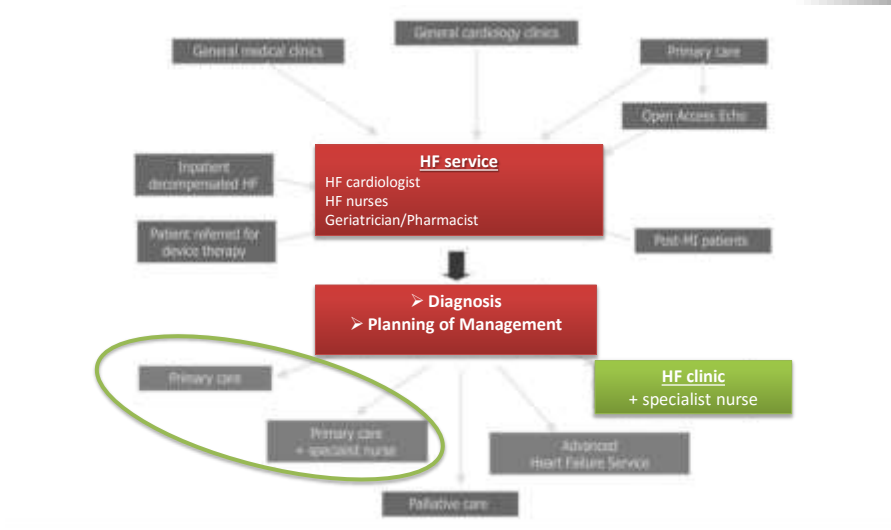 General cardiology clinics
General medical clinics
Primary care
Open Access Echo
HF service
HF cardiologist
HF nurses
Geriatrician/Pharmacist
Inpatient
decompensated HF
Patient referred for
device therapy
Post-MI patients
➢ Diagnosis
➢ Planning of Management
Primary care
HF clinic
+ specialist nurse
Primary care
+ specialist nurse
Advanced
Heart Failure Service
Palliative care